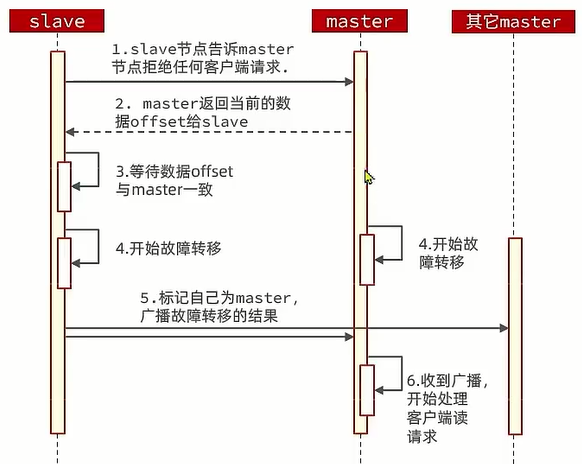 slave
master
其它master
1.slave节点告诉master
节点拒绝任何客户端请求.
2. master返回当前的数
据offset给slave
3.等待数据offset
与master一致
4.开始故障转移
4.开始故
障转移
5.标记自己为master,
广播故障转移的结果
6.收到广播,
开始处理
客户端读
请求